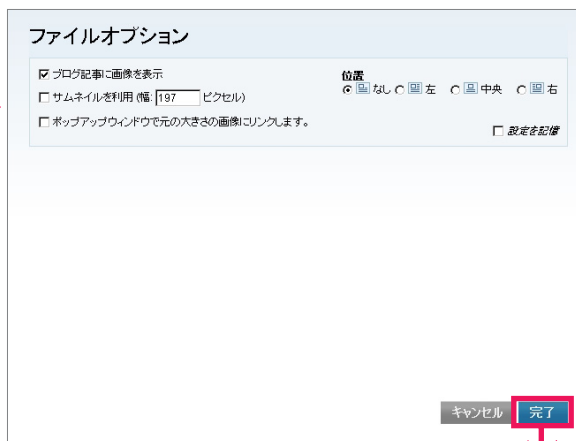 ファイルオプション
ブログ記事に画像を表示
サムネイルを利用 (幅: 197 ピクセル)
ポップアップウィンドウで元の大きさの画像にリンクします。
位置
なし 左 中央 右
設定を記憶
キャンセル 完了